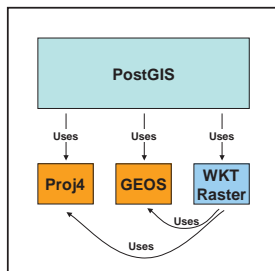 PostGIS
Uses Uses Uses
Proj4 GEOS WKT
Raster
Uses
Uses